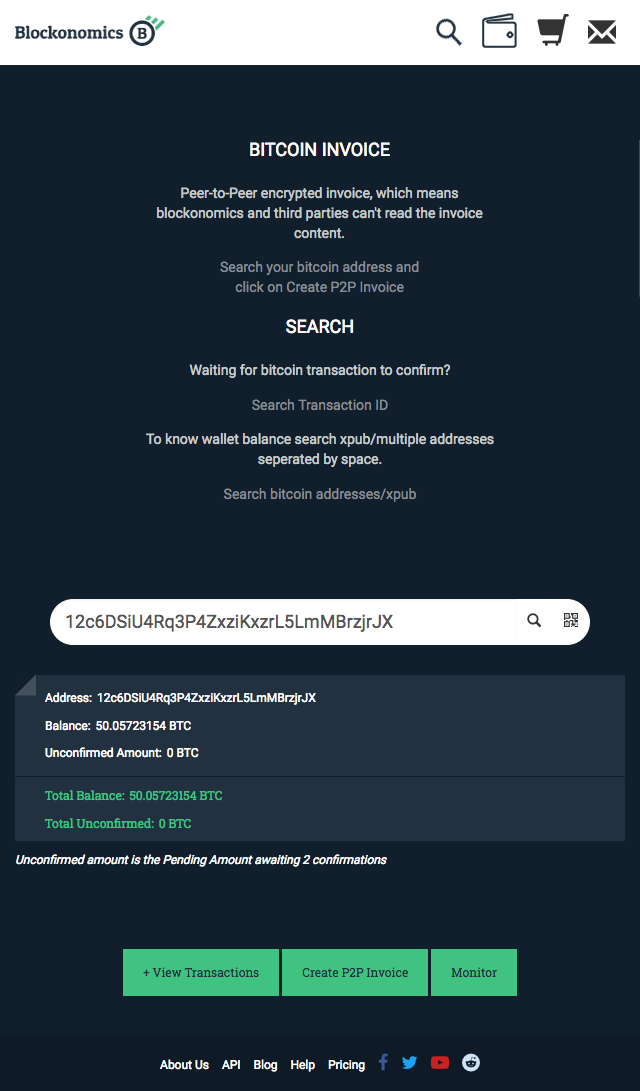 Blockonomics B
BITCOIN INVOICE
Peer-to-Peer encrypted invoice, which means
blockonomics and third parties can't read the invoice
content.
Search your bitcoin address and
click on Create P2P Invoice
SEARCH
Waiting for bitcoin transaction to confirm?
Search Transaction ID
To know wallet balance search xpub/multiple addresses
seperated by space.
Search bitcoin addresses/xpub
12c6DSiU4Rq3P4ZxziKxzrL5LmMBrzjrJX
Address: 12c6DSiU4Rq3P4ZxziKxzrL5LmMBrzjrJX
Balance: 50.05723154 BTC
Unconfirmed Amount: 0 BTC
Total Balance: 50.05723154 BTC
Total Unconfirmed: 0 BTC
Unconfirmed amount is the Pending Amount awaiting 2 confirmations
+ View Transactions Create P2P Invoice Monitor
About Us API Blog Help Pricing